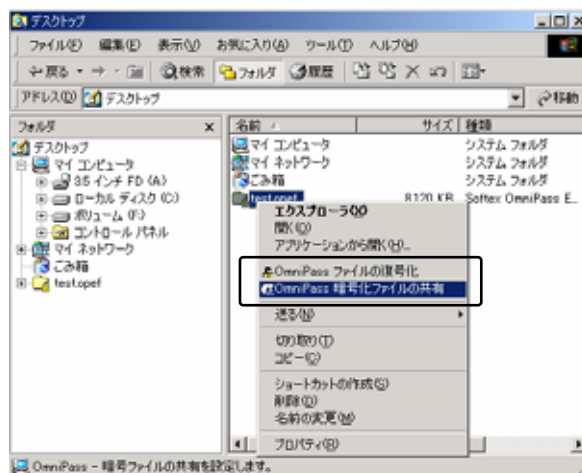 デスクトップ
ファイル(F) 編集(E) 表示(V) お気に入り(A) ツール(T) ヘルプ(H)
戻る 検索 フォルダ 履歴
アドレス(D) デスクトップ 移動
フォルダ x
デスクトップ
マイ コンピュータ
3.5 インチ FD (A:)
ローカル ディスク (C:)
ボリューム (F:)
コントロール パネル
マイ ネットワーク
ごみ箱
test.opef
名前 サイズ 種類
マイ コンピュータ システム フォルダ
マイ ネットワーク システム フォルダ
ごみ箱 システム フォルダ
test.opef 8,120 KB Softex OmniPass E...
エクスプローラ(X)
開く(O)
アプリケーションから開く(H)...
OmniPass ファイルの復号化
OmniPass 暗号化ファイルの共有
送る(N)
切り取り(T)
コピー(C)
ショートカットの作成(S)
削除(D)
名前の変更(M)
プロパティ(R)
OmniPass - 暗号ファイルの共有を設定します。